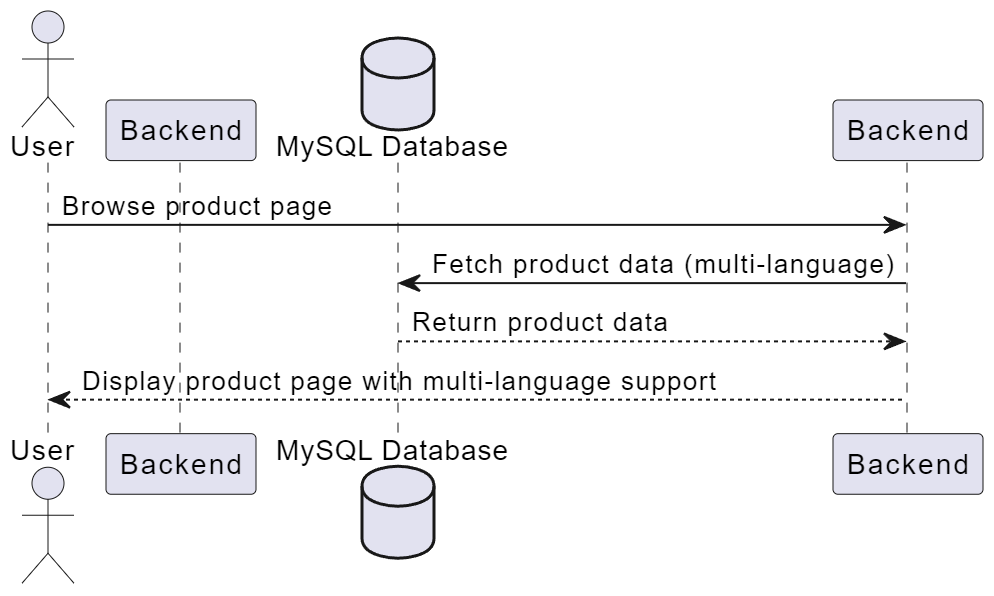 User
Backend
MySQL Database
Backend
Browse product page
Fetch product data (multi-language)
Return product data
Display product page with multi-language support
User
Backend
MySQL Database
Backend